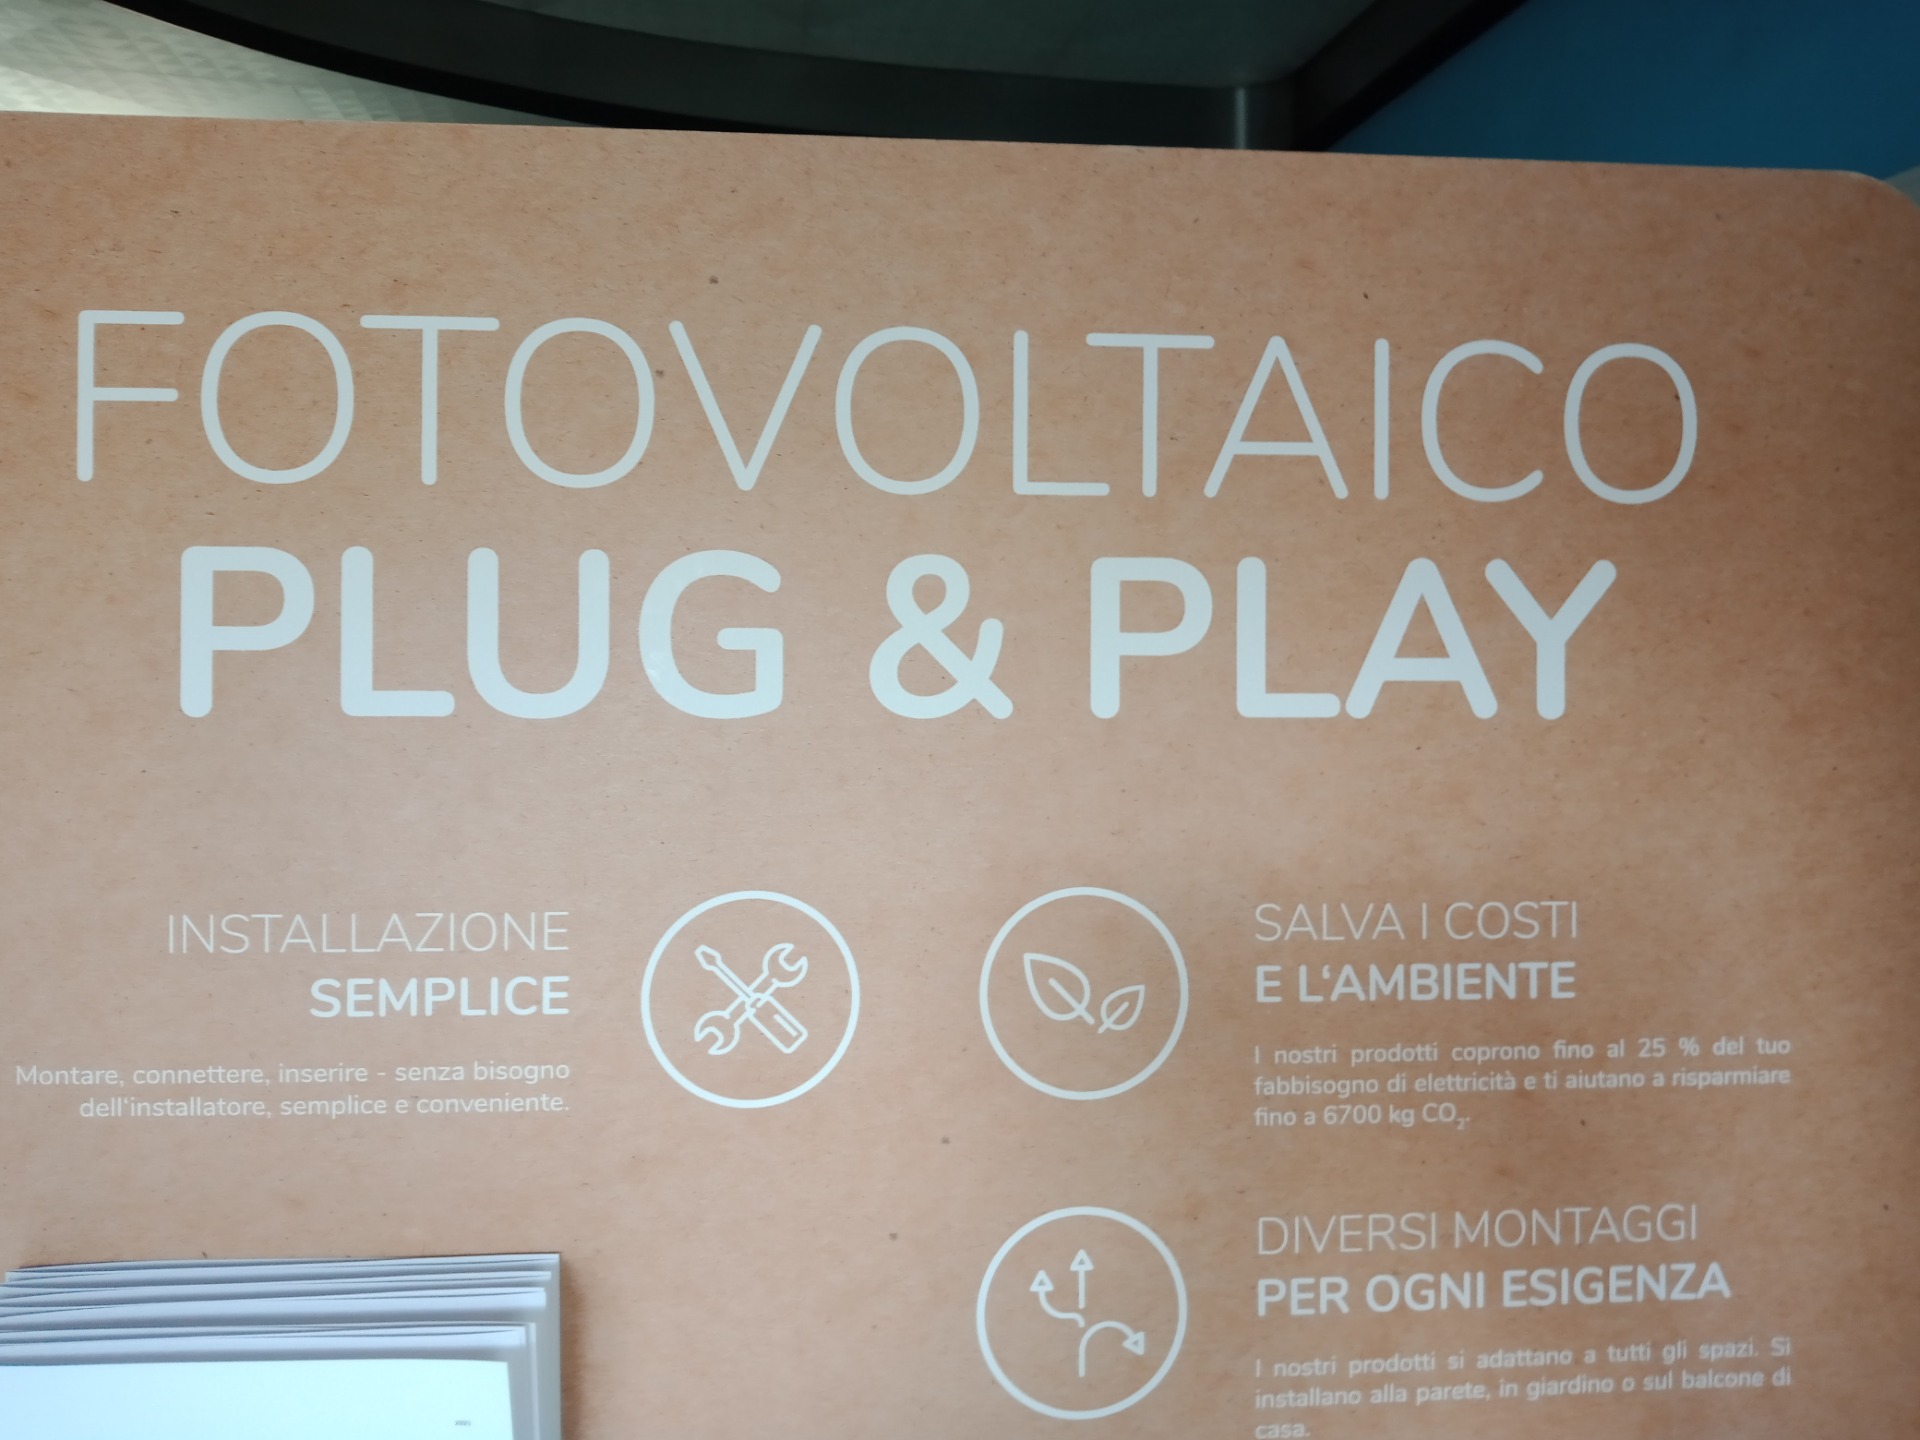 FOTOVOLTAICO
PLUG & PLAY
INSTALLAZIONE
SEMPLICE
Montare, connettere, inserire - senza bisogno
dell‘installatore, semplice e conveniente.
SALVA I COSTI
E L‘AMBIENTE
I nostri prodotti coprono fino al 25 % del tuo
fabbisogno di elettricità e ti aiutano a risparmiare
fino a 6700 kg CO₂.
DIVERSI MONTAGGI
PER OGNI ESIGENZA
I nostri prodotti si adattano a tutti gli spazi. Si
installano alla parete, in giardino o sul balcone di
casa.